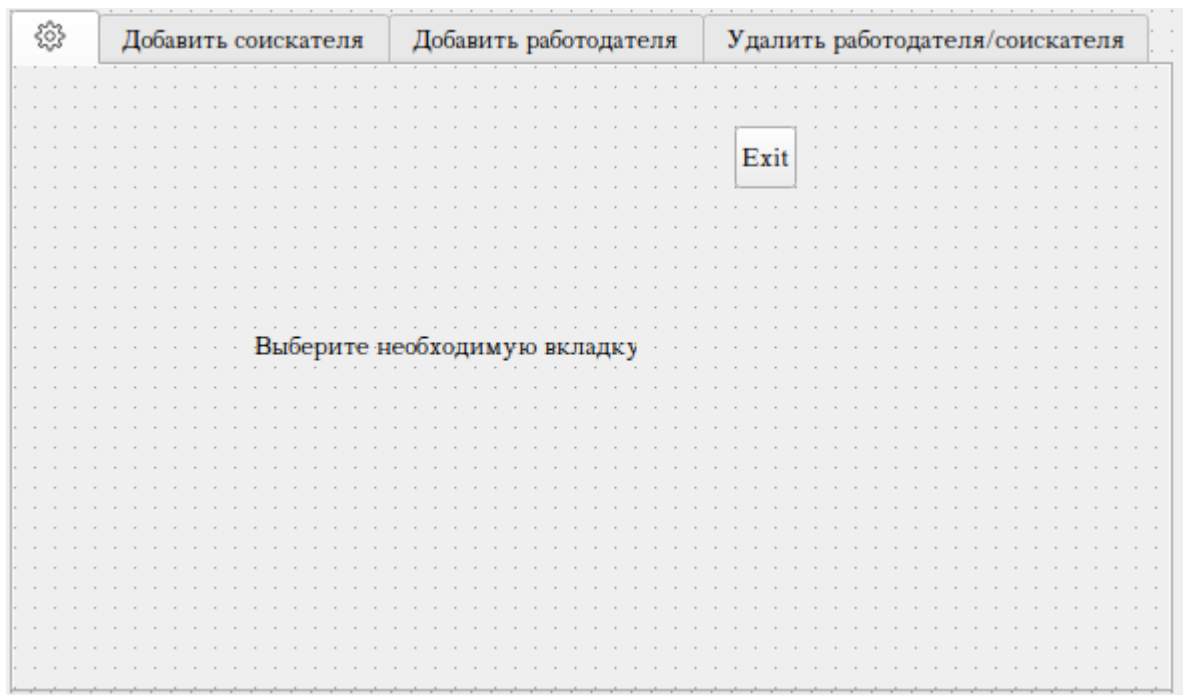 Добавить соискателя Добавить работодателя Удалить работодателя/соискателя
Exit
Выберите необходимую вкладку